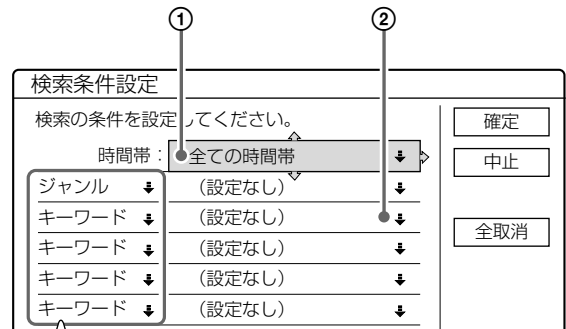 ① ②
検索条件設定
検索の条件を設定してください。
確定
時間帯： 全ての時間帯
中止
ジャンル (設定なし)
キーワード (設定なし)
全取消
キーワード (設定なし)
キーワード (設定なし)
キーワード (設定なし)